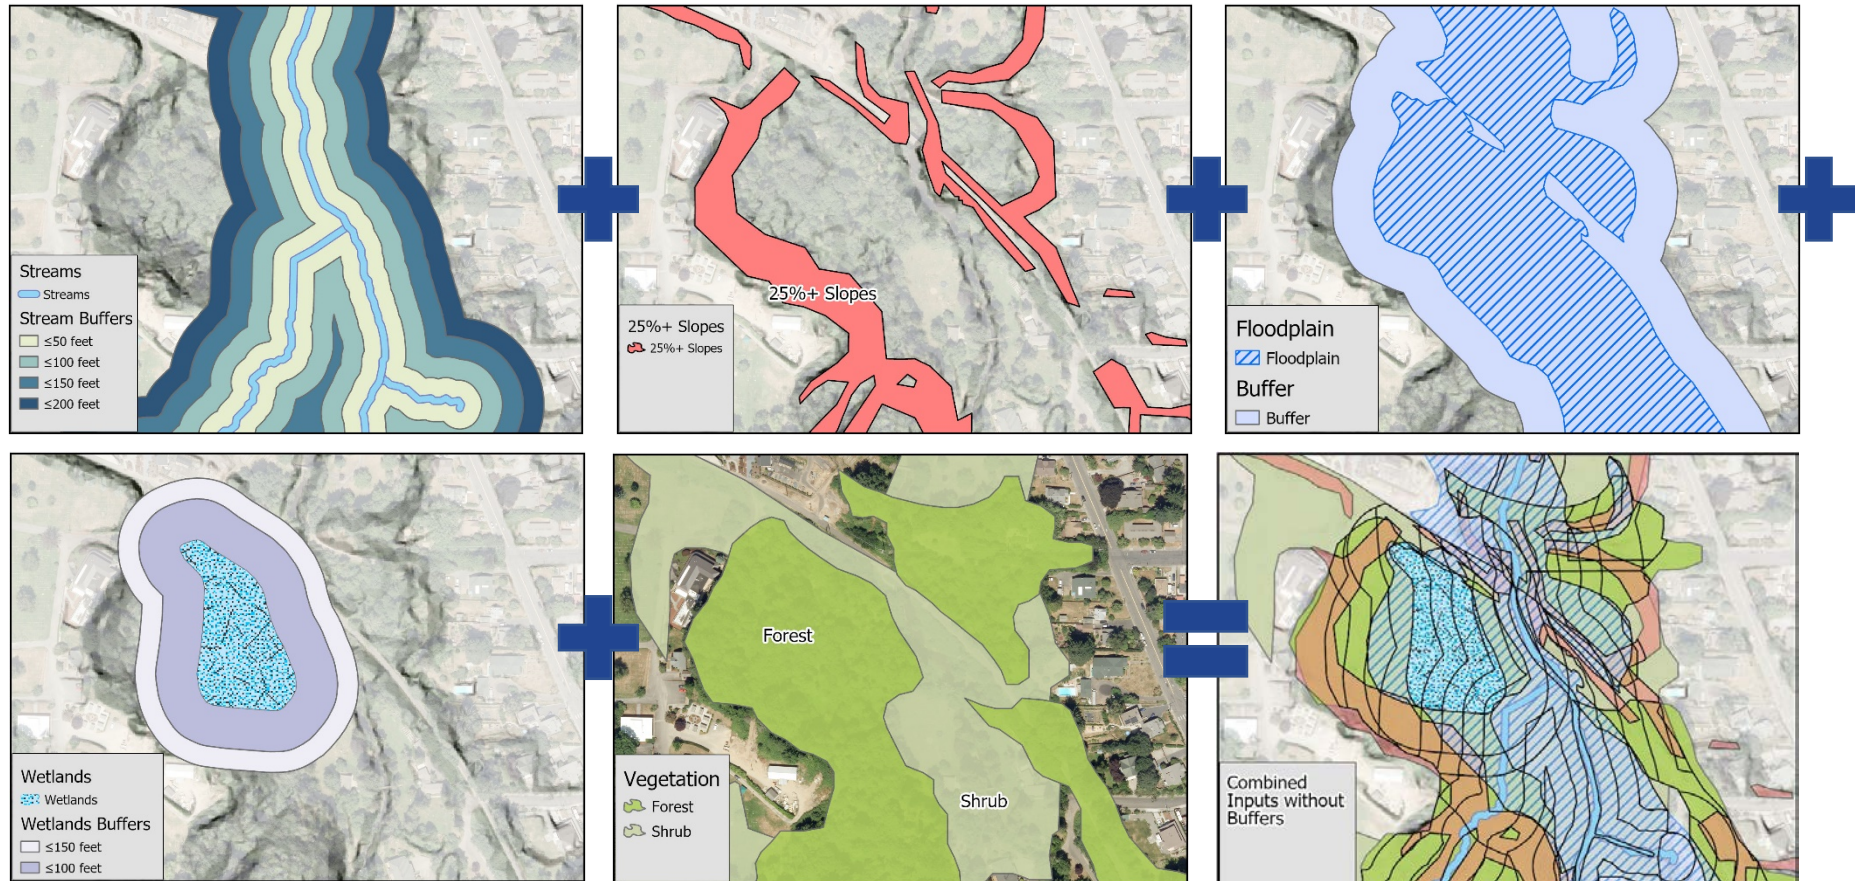 Streams
Streams
Stream Buffers
≤50 feet
≤100 feet
≤150 feet
≤200 feet
25%+ Slopes
25%+ Slopes
25%+ Slopes
Floodplain
Floodplain
Buffer
Buffer
Wetlands
Wetlands
Wetlands Buffers
≤150 feet
≤100 feet
Forest
Shrub
Vegetation
Forest
Shrub
Combined
Inputs without
Buffers